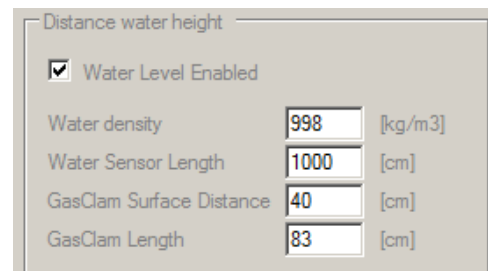 Distance water height
Water Level Enabled
Water density 998 [kg/m3]
Water Sensor Length 1000 [cm]
GasClam Surface Distance 40 [cm]
GasClam Length 83 [cm]